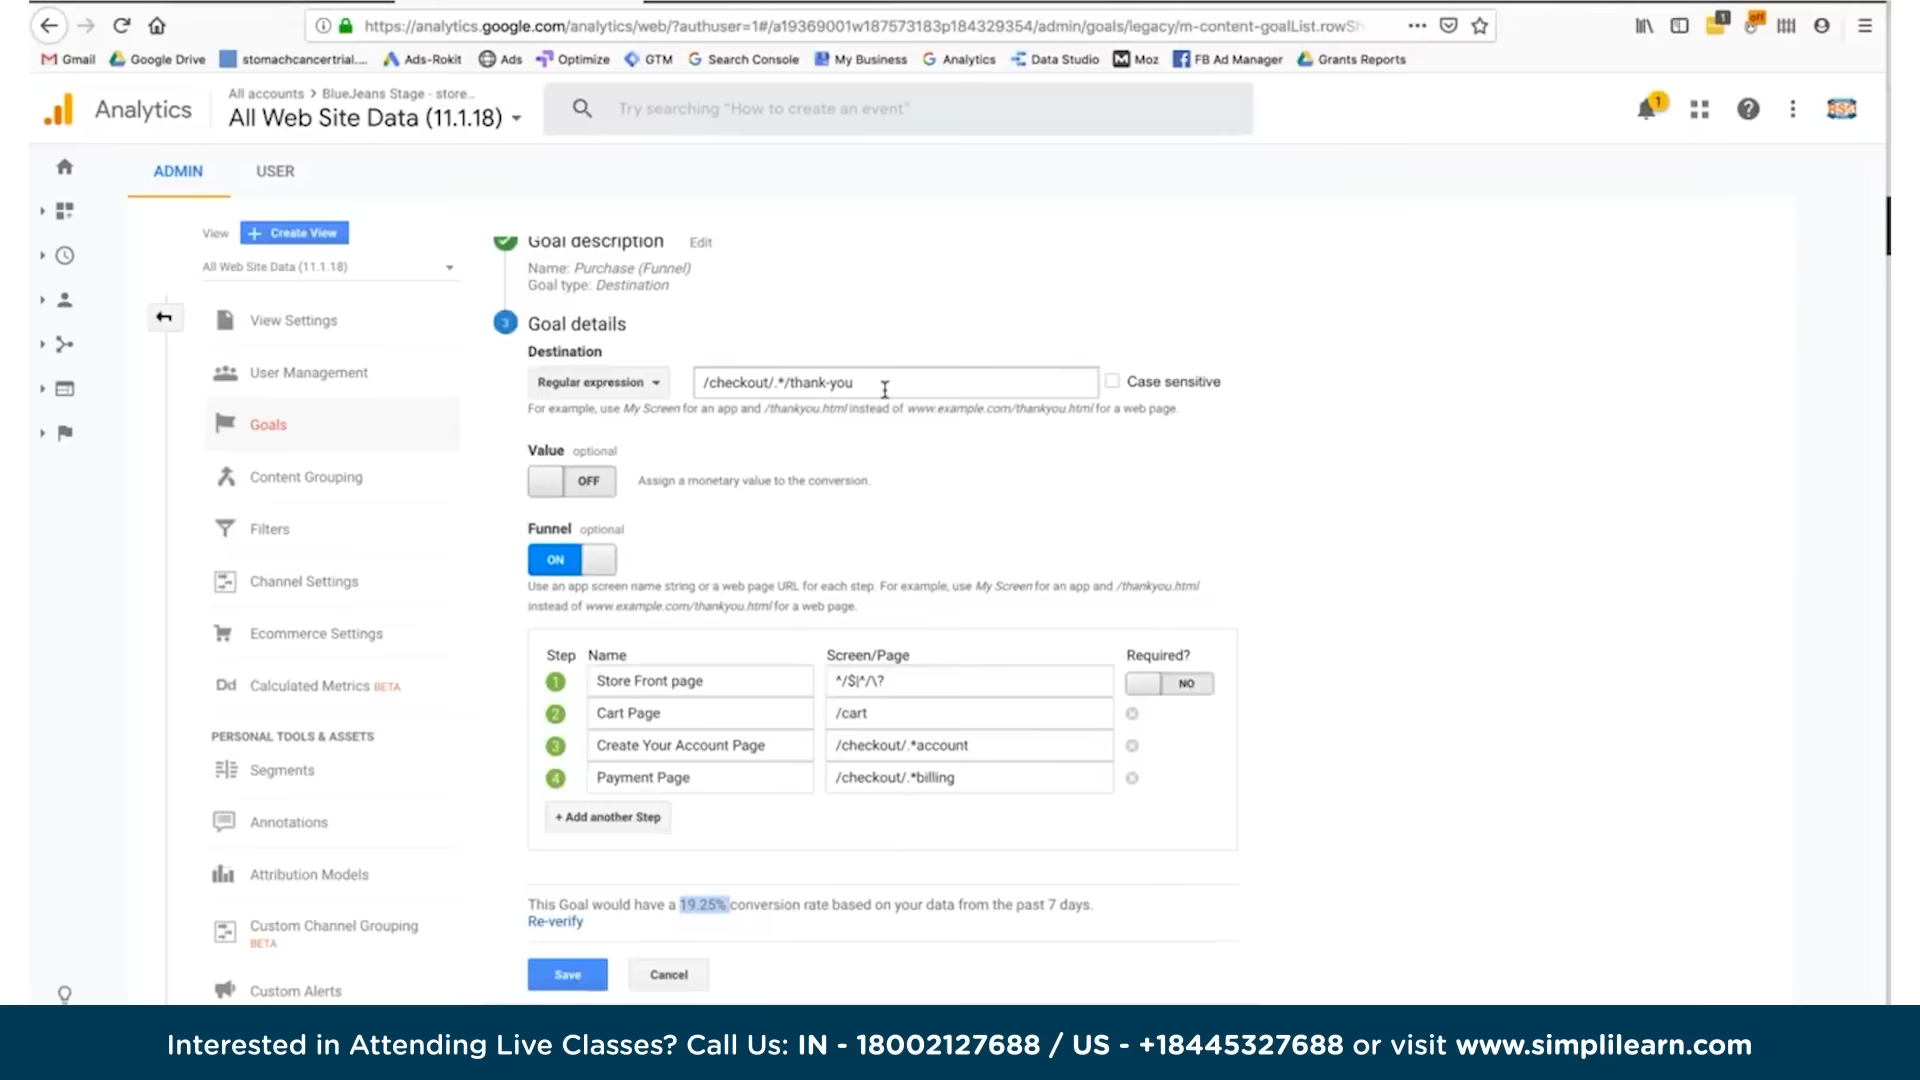 https://analytics.google.com/analytics/web/?authuser=1#/a19369001w187573183p184329354/admin/goals/legacy/m-content-goalList.rowSh
1
off
Gmail
Google Drive
stomachcancertrial....
Ads-Rokit
Ads
Optimize
GTM
Search Console
My Business
Analytics
Data Studio
Moz
FB Ad Manager
Grants Reports
Analytics
All accounts > BlueJeans Stage - store...
All Web Site Data (11.1.18)
Try searching "How to create an event"
1
ADMIN
USER
View
+ Create View
All Web Site Data (11.1.18)
View Settings
User Management
Goals
Content Grouping
Filters
Channel Settings
Ecommerce Settings
Dd Calculated Metrics BETA
PERSONAL TOOLS & ASSETS
Segments
Annotations
Attribution Models
Custom Channel Grouping
BETA
Custom Alerts
Goal description Edit
Name: Purchase (Funnel)
Goal type: Destination
3 Goal details
Destination
Regular expression
/checkout/.*/thank-you
Case sensitive
For example, use My Screen for an app and /thankyou.html instead of www.example.com/thankyou.html for a web page.
Value optional
OFF
Assign a monetary value to the conversion.
Funnel optional
ON
Use an app screen name string or a web page URL for each step. For example, use My Screen for an app and /thankyou.html
instead of www.example.com/thankyou.html for a web page.
Step Name Screen/Page Required?
1 Store Front page ^/$|^/\? NO
2 Cart Page /cart
3 Create Your Account Page /checkout/.*account
4 Payment Page /checkout/.*billing
+ Add another Step
This Goal would have a 19.25% conversion rate based on your data from the past 7 days.
Re-verify
Save
Cancel
Interested in Attending Live Classes? Call Us: IN - 18002127688 / US - +18445327688 or visit www.simplilearn.com